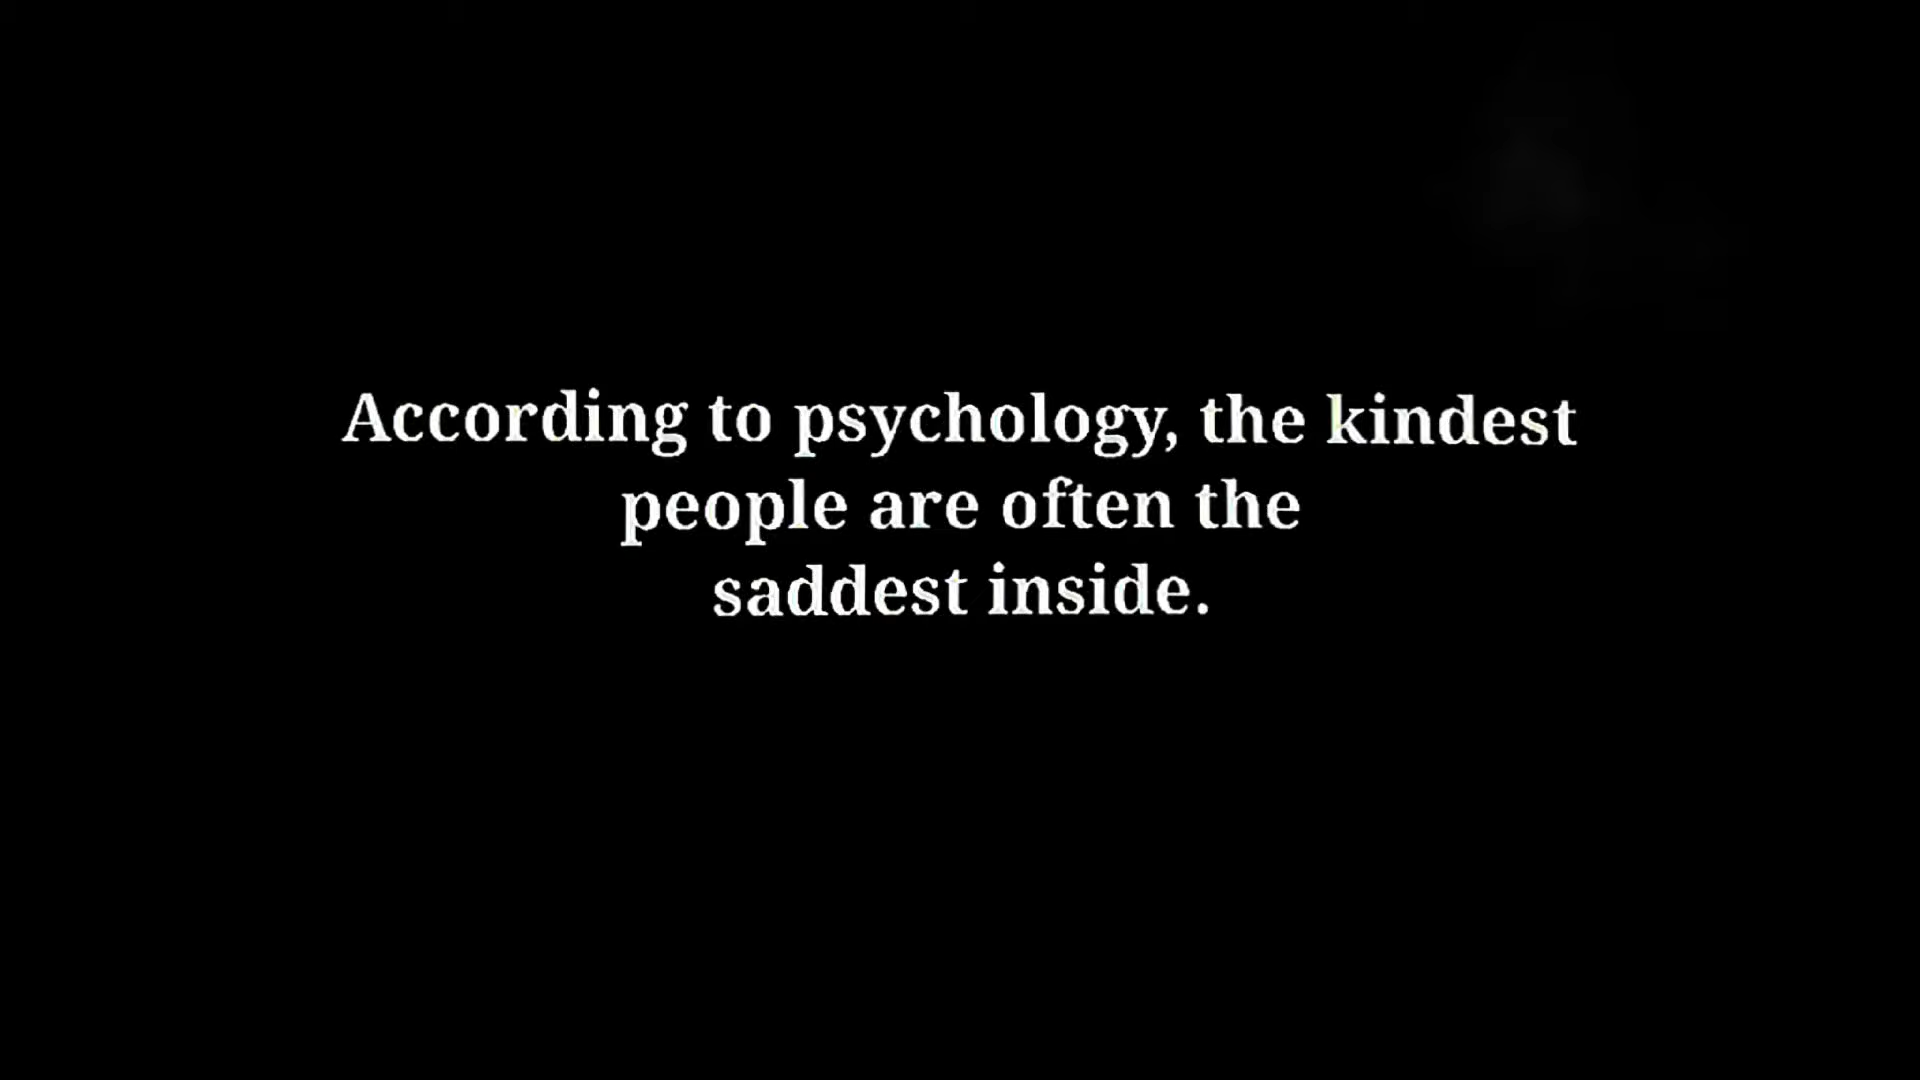 According to psychology, the kindest
people are often the
saddest inside.